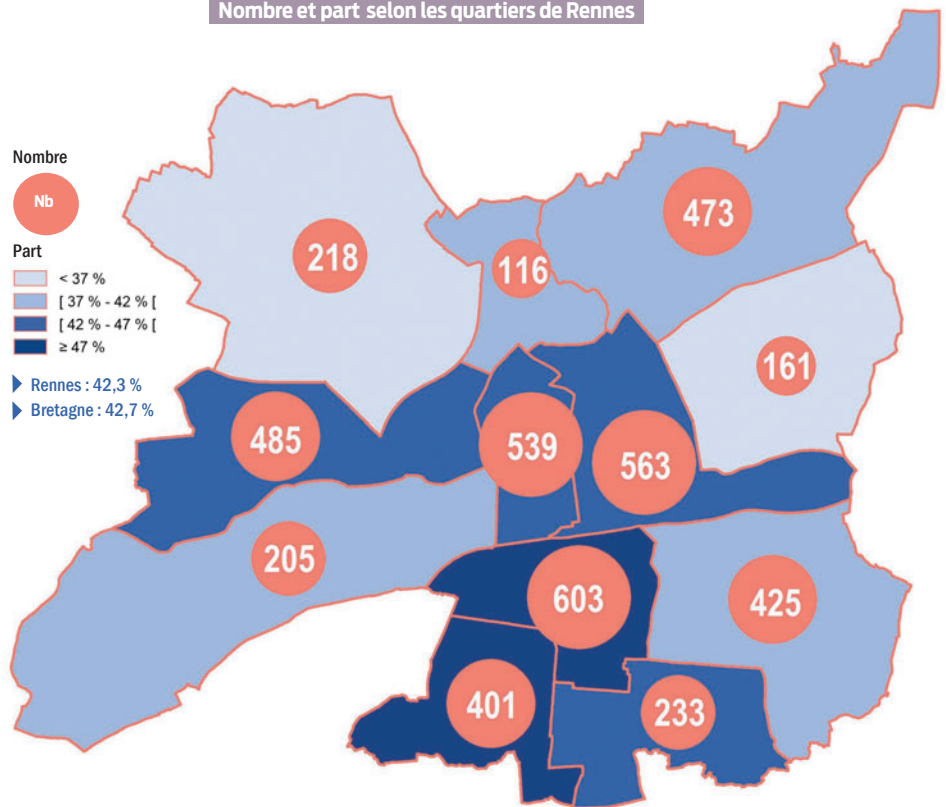 Nombre et part selon les quartiers de Rennes
Nombre
Nb
Part
< 37 %
[ 37 % - 42 % [
[ 42 % - 47 % [
≥ 47 %
Rennes : 42,3 %
Bretagne : 42,7 %
473
218
116
161
485
539
563
205
603
425
401
233